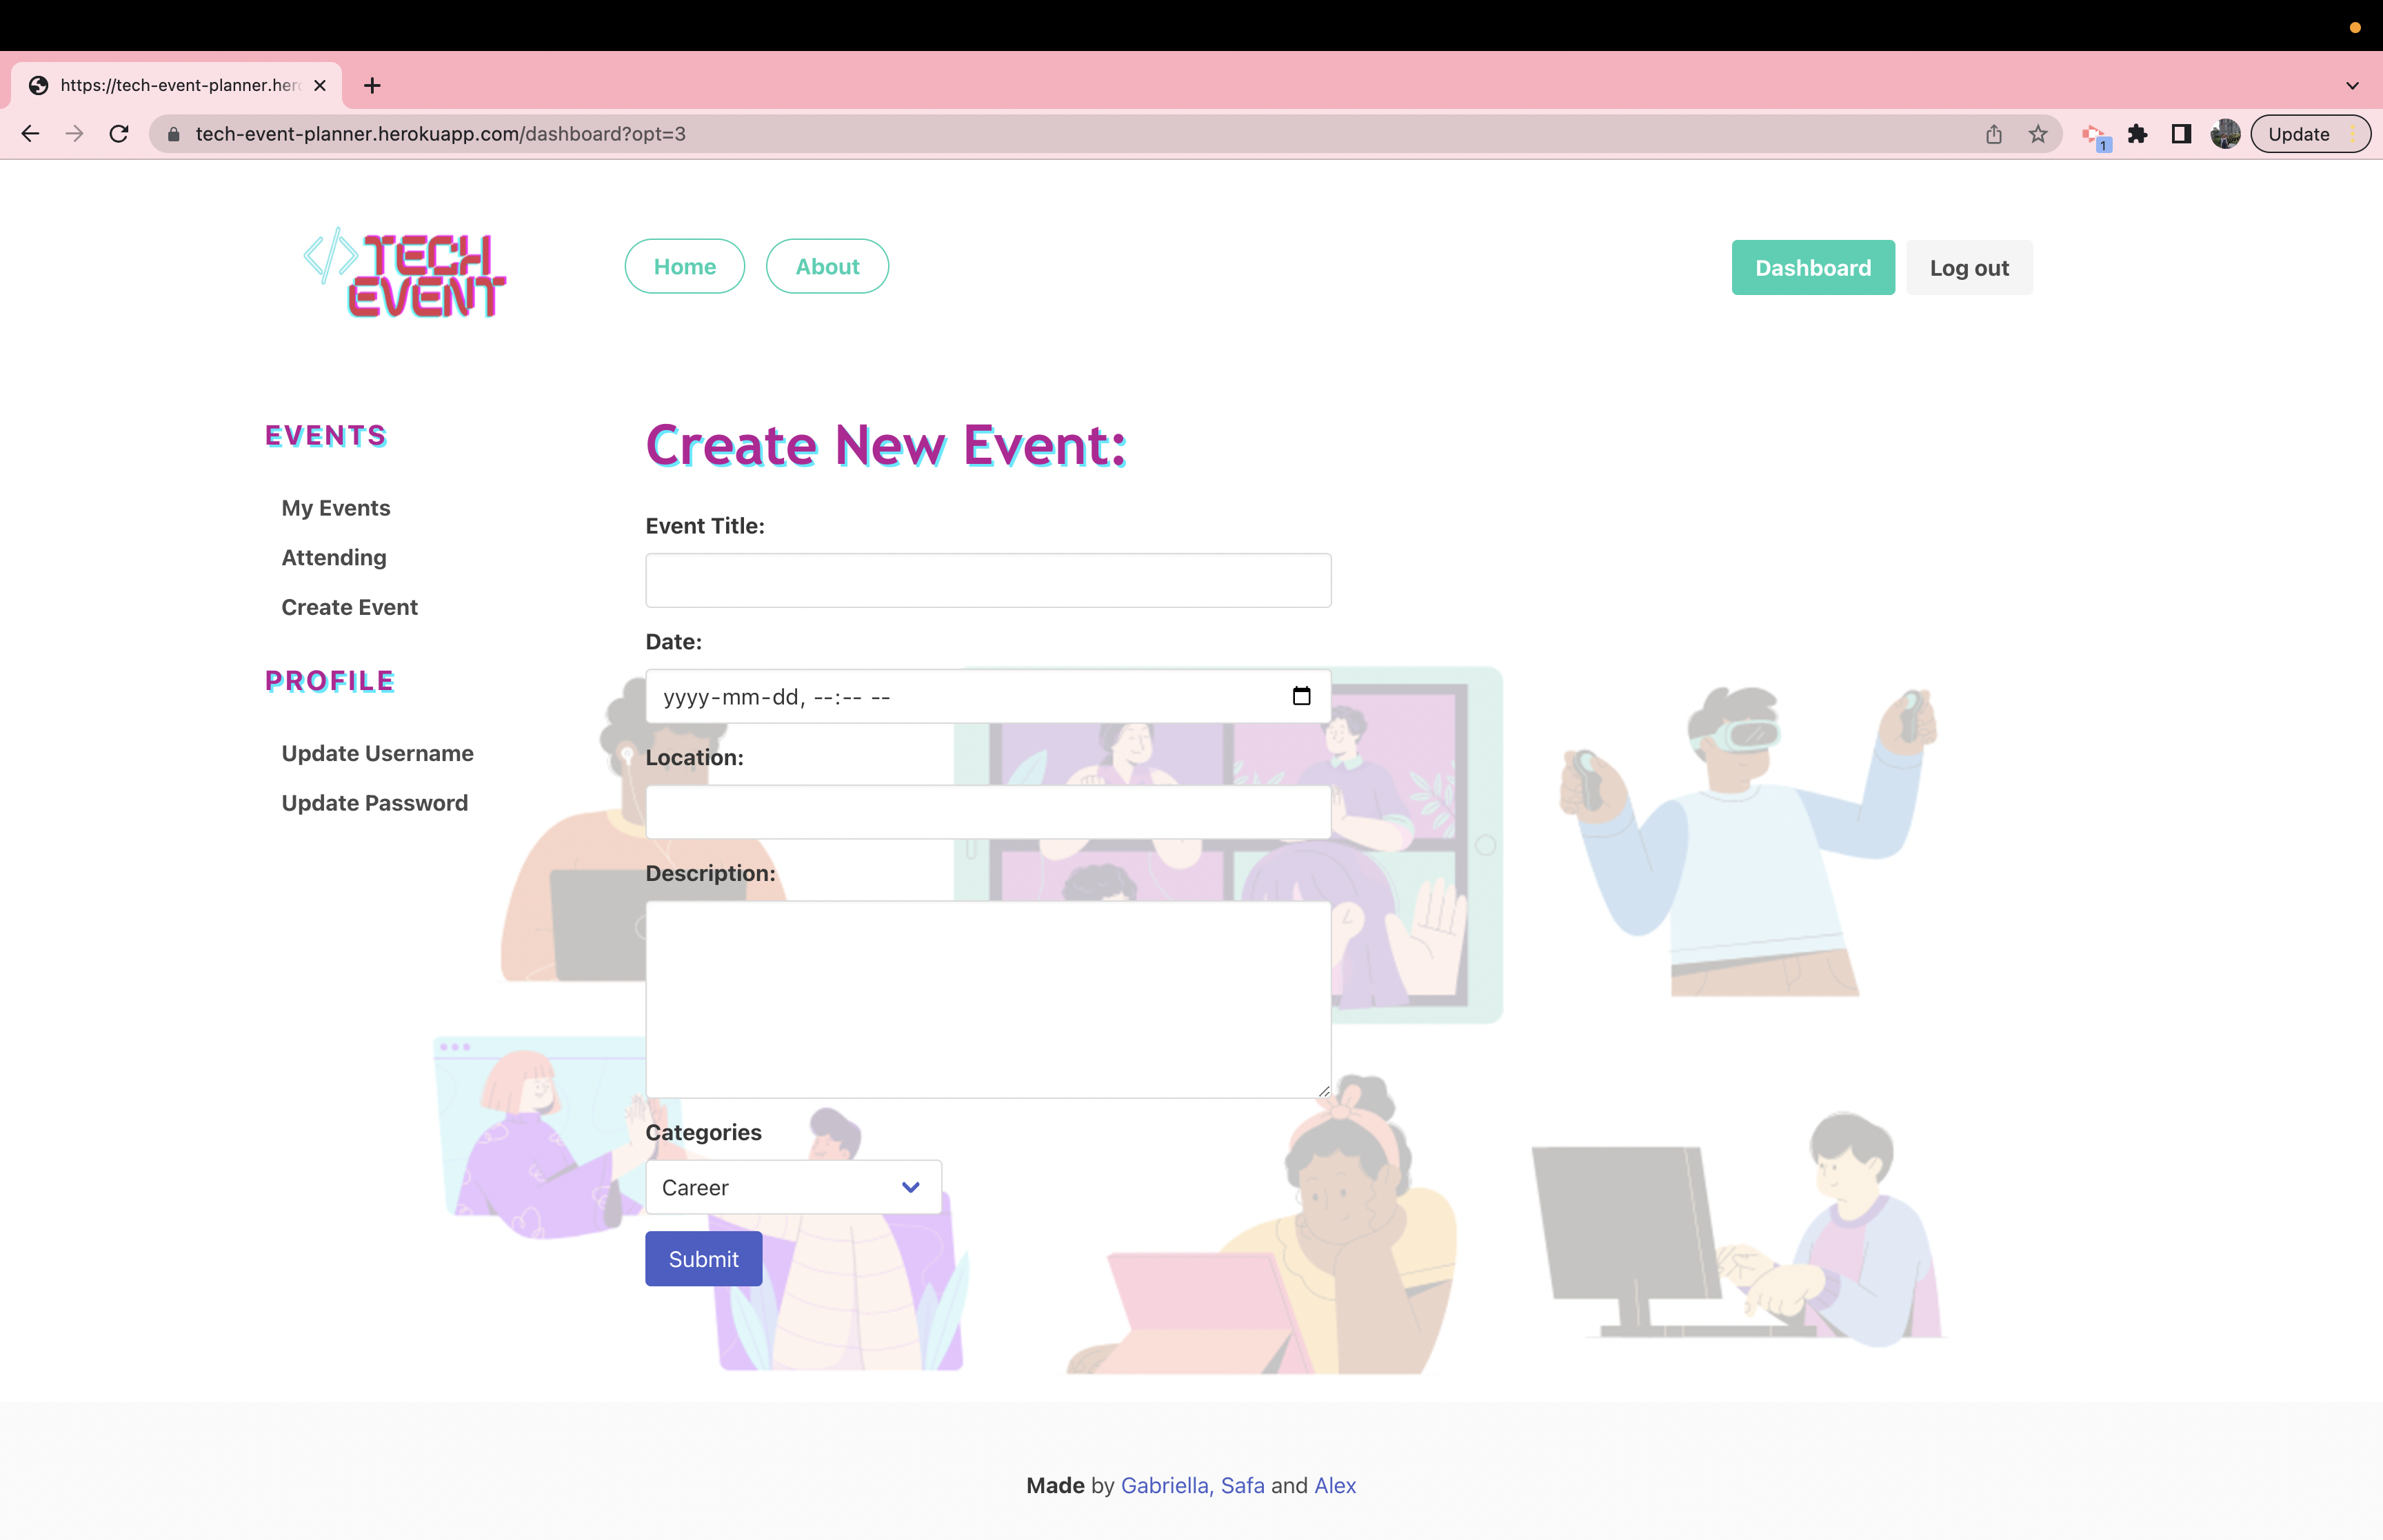 https://tech-event-planner.her
tech-event-planner.herokuapp.com/dashboard?opt=3
1
Update
</> TECH
EVENT
Home
About
Dashboard
Log out
EVENTS
My Events
Attending
Create Event
PROFILE
Update Username
Update Password
Create New Event:
Event Title:
Date:
yyyy-mm-dd, --:-- --
Location:
Description:
Categories
Career
Submit
Made by Gabriella, Safa and Alex